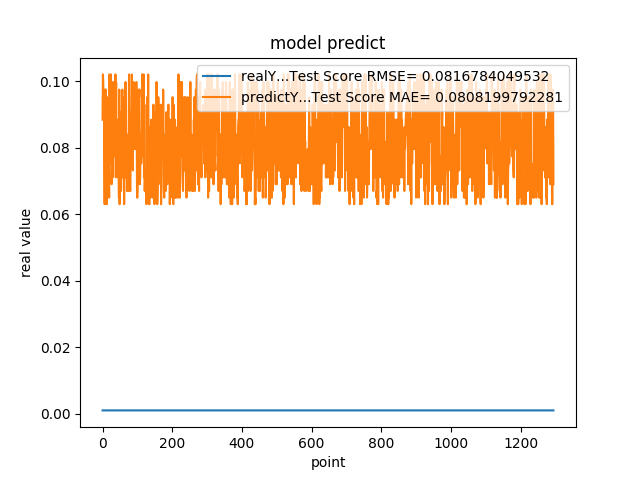 model predict
realY...Test Score RMSE= 0.0816784049532
predictY...Test Score MAE= 0.0808199792281
0.10
0.08
0.06
0.04
0.02
0.00
real value
0 200 400 600 800 1000 1200
point